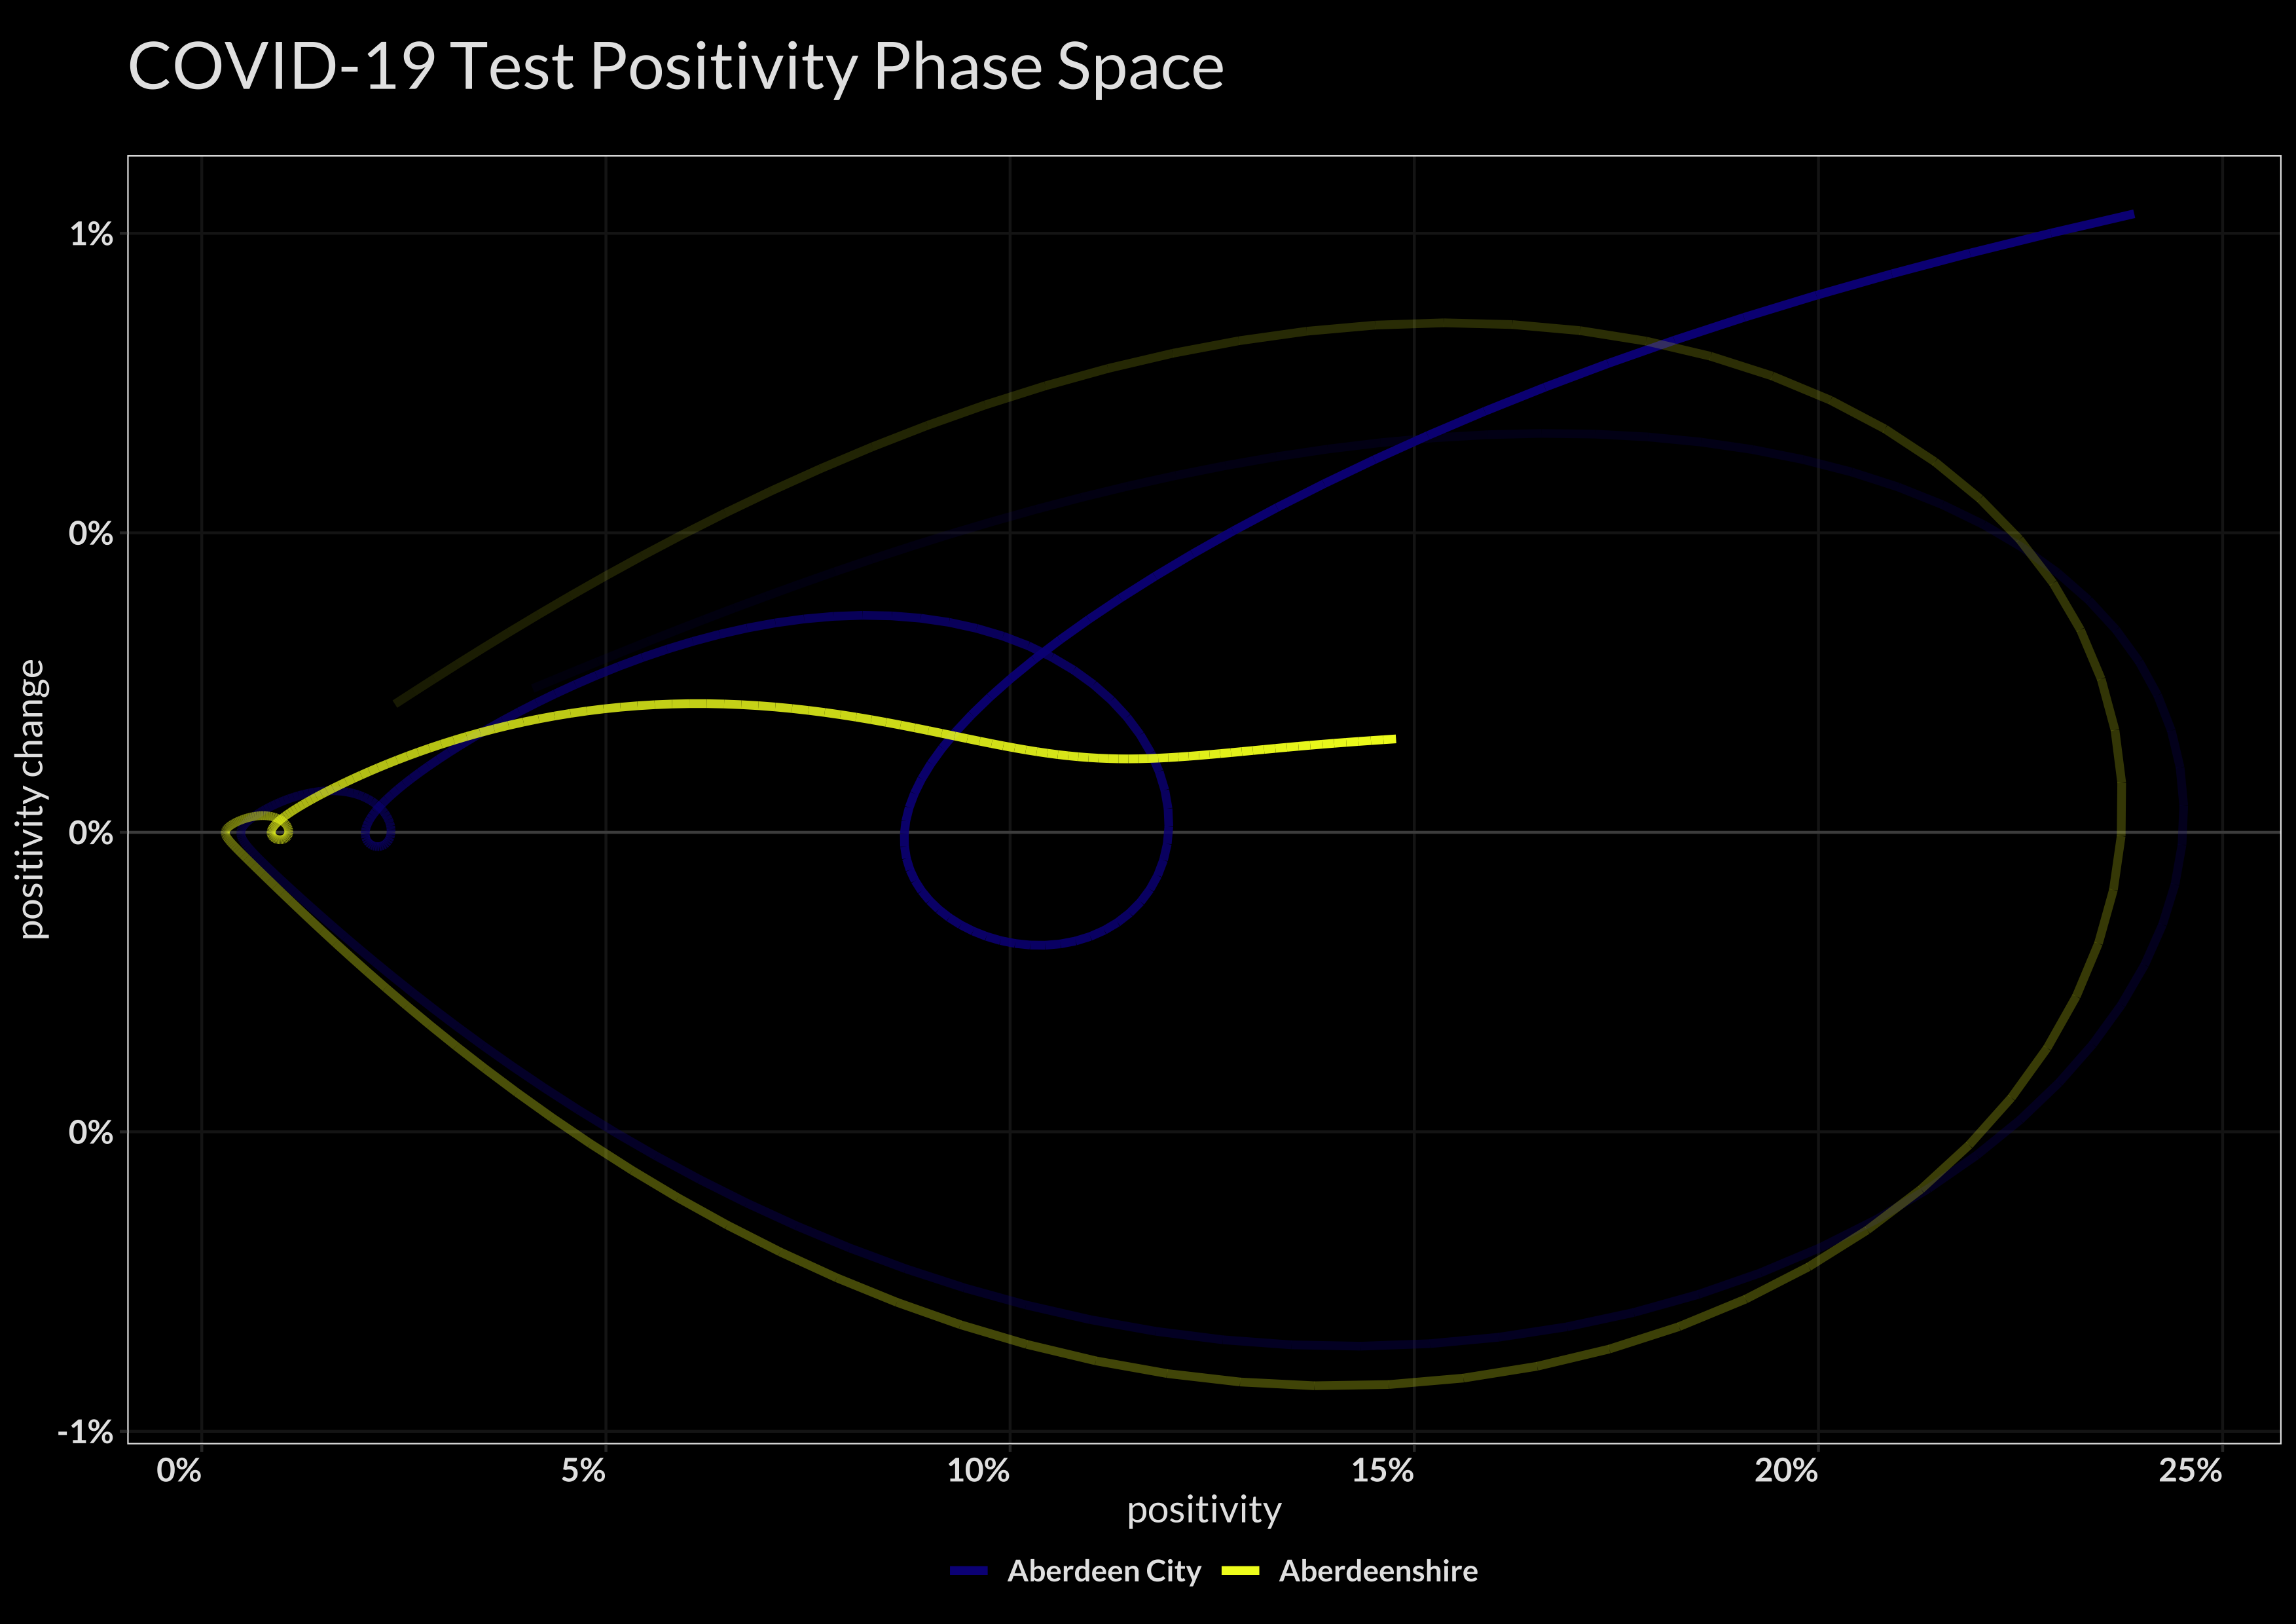 COVID-19 Test Positivity Phase Space
positivity change
1%
0%
0%
0%
-1%
0% 5% 10% 15% 20% 25%
positivity
Aberdeen City Aberdeenshire